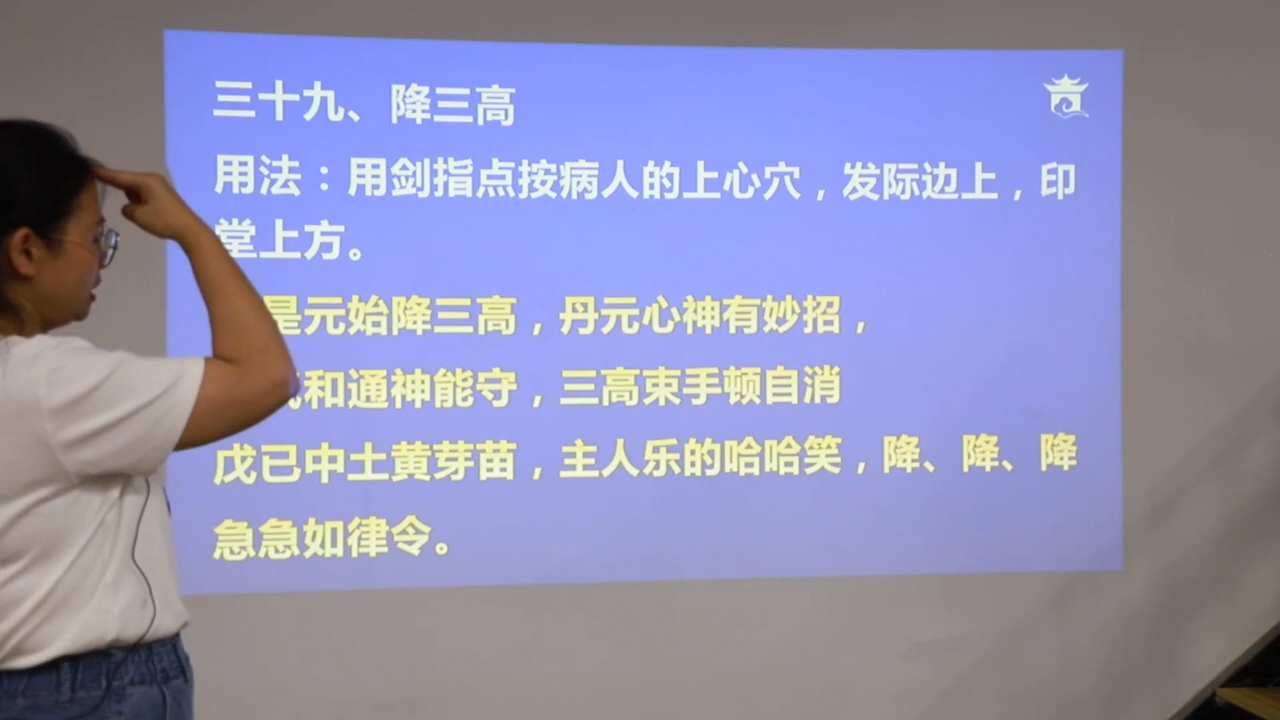 三十九、降三高
用法：用剑指点按病人的上心穴，发际边上，印
堂上方。
是元始降三高，丹元心神有妙招，
和通神能守，三高束手顿自消
戊已中土黄芽苗，主人乐的哈哈笑，降、降、降
急急如律令。